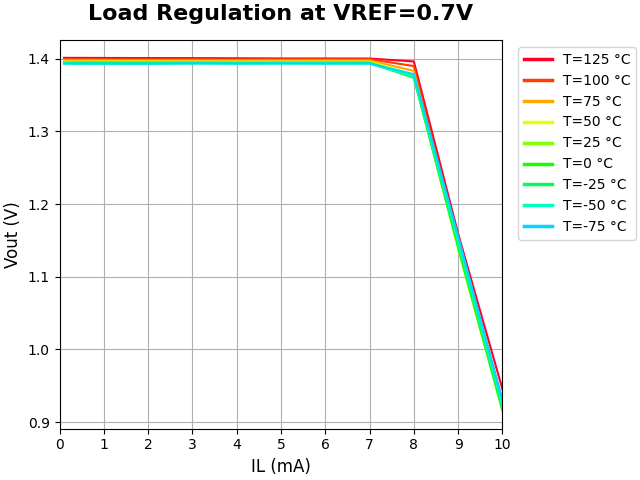 Load Regulation at VREF=0.7V
Vout (V)
1.4
1.3
1.2
1.1
1.0
0.9
0 1 2 3 4 5 6 7 8 9 10
IL (mA)
T=125 °C
T=100 °C
T=75 °C
T=50 °C
T=25 °C
T=0 °C
T=-25 °C
T=-50 °C
T=-75 °C